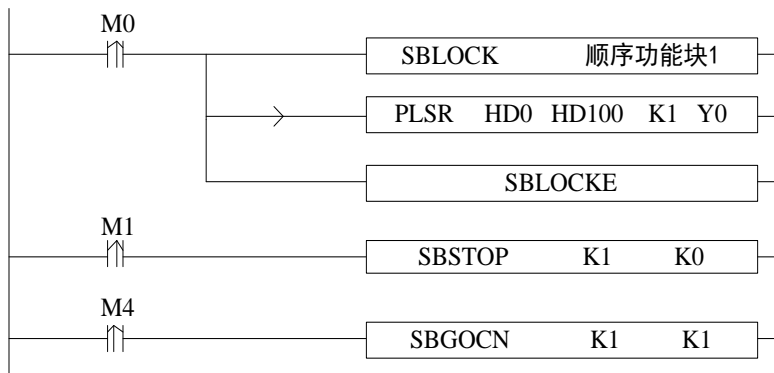 M0
SBLOCK 顺序功能块1
PLSR HD0 HD100 K1 Y0
SBLOCKE
M1
SBSTOP K1 K0
M4
SBGOCN K1 K1